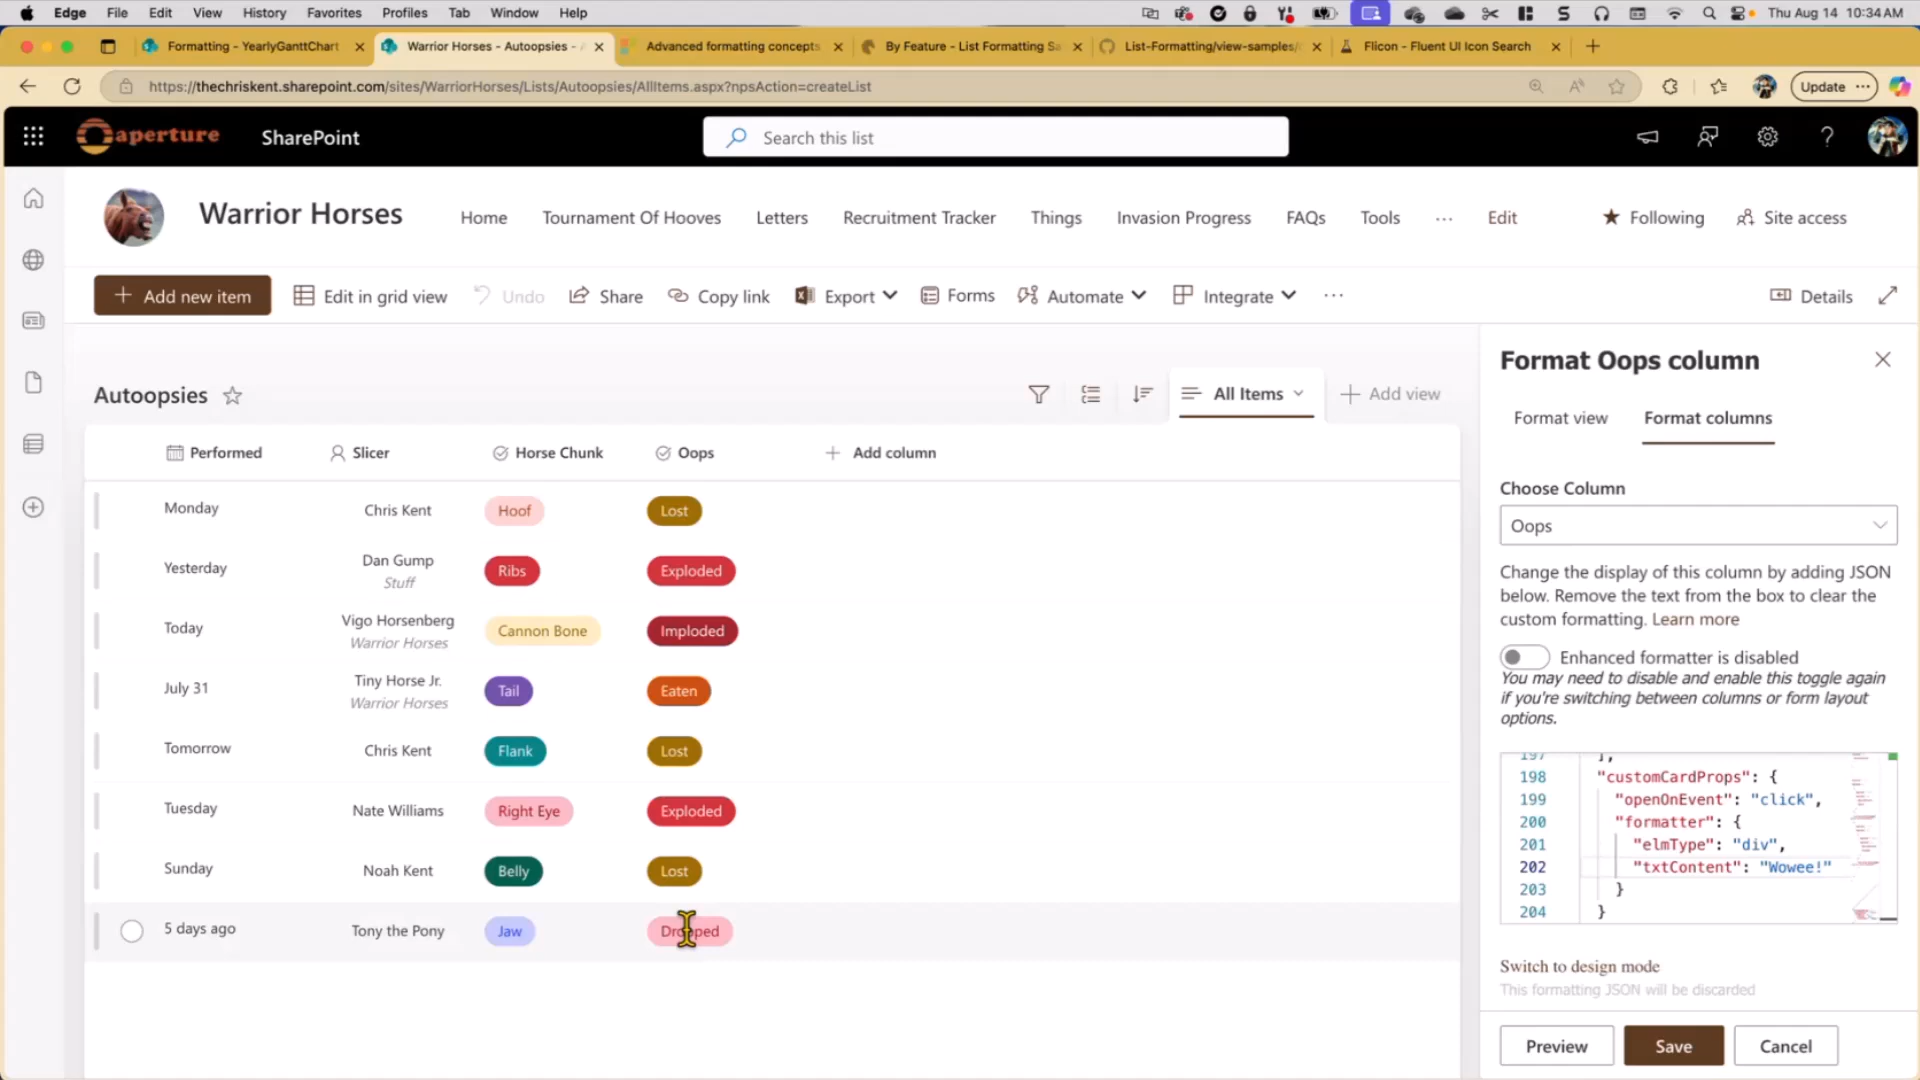 Edge File Edit View History Favorites Profiles Tab Window Help Thu Aug 14 10:34 AM
Formatting - YearlyGanttChart Warrior Horses - Autoopsies - Advanced formatting concepts By Feature - List Formatting Sa List-Formatting/view-samples/ Flicon - Fluent UI Icon Search
https://thechriskent.sharepoint.com/sites/WarriorHorses/Lists/Autoopsies/AllItems.aspx?npsAction=createList Update
aperture SharePoint Search this list
Warrior Horses Home Tournament Of Hooves Letters Recruitment Tracker Things Invasion Progress FAQs Tools Edit Following Site access
Add new item Edit in grid view Undo Share Copy link Export Forms Automate Integrate Details
Autoopsies All Items Add view
Performed Slicer Horse Chunk Oops Add column
Monday Chris Kent Hoof Lost
Yesterday Dan Gump Ribs Exploded
Stuff
Today Vigo Horsenberg Cannon Bone Imploded
Warrior Horses
July 31 Tiny Horse Jr. Tail Eaten
Warrior Horses
Tomorrow Chris Kent Flank Lost
Tuesday Nate Williams Right Eye Exploded
Sunday Noah Kent Belly Lost
5 days ago Tony the Pony Jaw Dropped
Format Oops column
Format view Format columns
Choose Column
Oops
Change the display of this column by adding JSON
below. Remove the text from the box to clear the
custom formatting. Learn more
Enhanced formatter is disabled
You may need to disable and enable this toggle again
if you're switching between columns or form layout
options.
197 ],
198 "customCardProps": {
199 "openOnEvent": "click",
200 "formatter": {
201 "elmType": "div",
202 "txtContent": "Wowee!"
203 }
204 }
Switch to design mode
This formatting JSON will be discarded
Preview Save Cancel